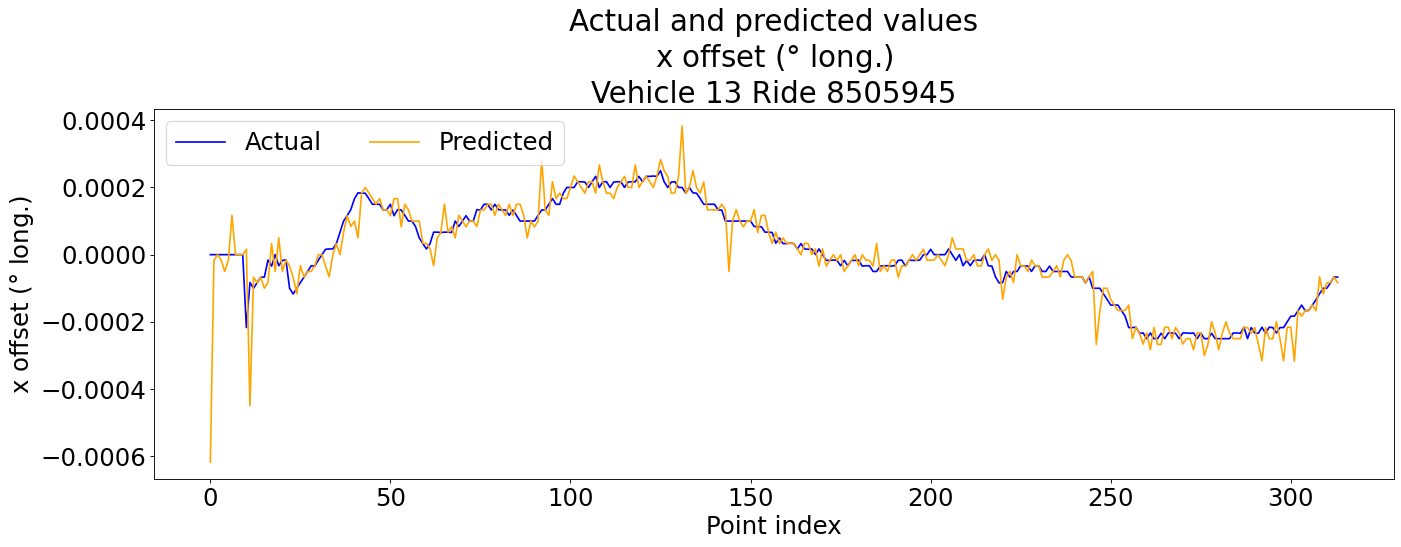 Actual and predicted values
x offset (° long.)
Vehicle 13 Ride 8505945
Actual
Predicted
0.0004
0.0002
0.0000
−0.0002
−0.0004
−0.0006
x offset (° long.)
0
50
100
150
200
250
300
Point index